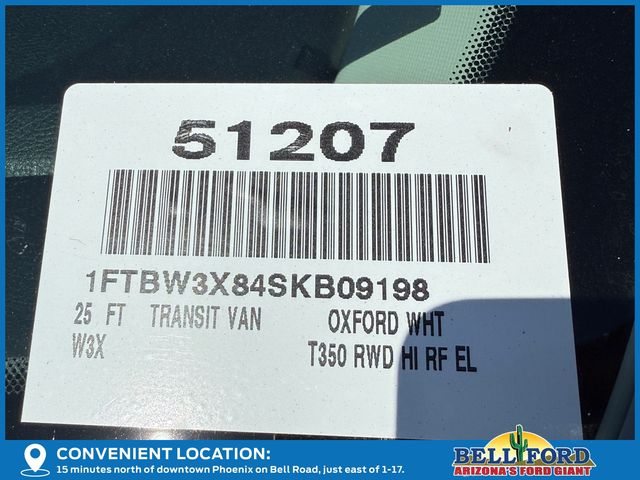 51207
1FTBW3X84SKB09198
25 FT TRANSIT VAN OXFORD WHT
W3X T350 RWD HI RF EL
CONVENIENT LOCATION:
15 minutes north of downtown Phoenix on Bell Road, just east of 1-17.
BELL FORD
ARIZONA'S FORD GIANT